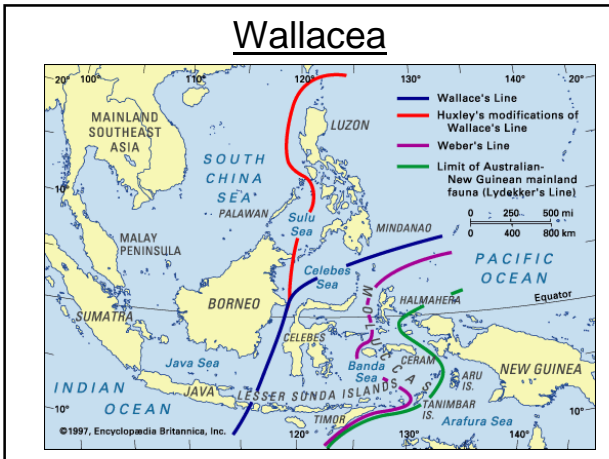 Wallacea
20°
110°
120°
130°
140°
20°
Wallace's Line
Huxley's modifications of
Wallace's Line
Weber's Line
Limit of Australian-
New Guinean mainland
fauna (Lydekker's Line)
0 250 500 mi
0 400 800 km
MAINLAND
SOUTHEAST
ASIA
LUZON
SOUTH
CHINA
SEA
10°
10°
PALAWAN
Sulu
Sea
MINDANAO
MALAY
PENINSULA
Celebes
Sea
PACIFIC
OCEAN
BORNEO
HALMAHERA
Equator
SUMATRA
MOLUCCAS
CELEBES
CERAM
NEW GUINEA
Java Sea
Banda
Sea
ARU
IS.
INDIAN
OCEAN
JAVA
LESSER SONDA ISLANDS
TANIMBAR
IS.
10°
TIMOR
Arafura Sea
10°
©1997, Encyclopædia Britannica, Inc.
120°
130°